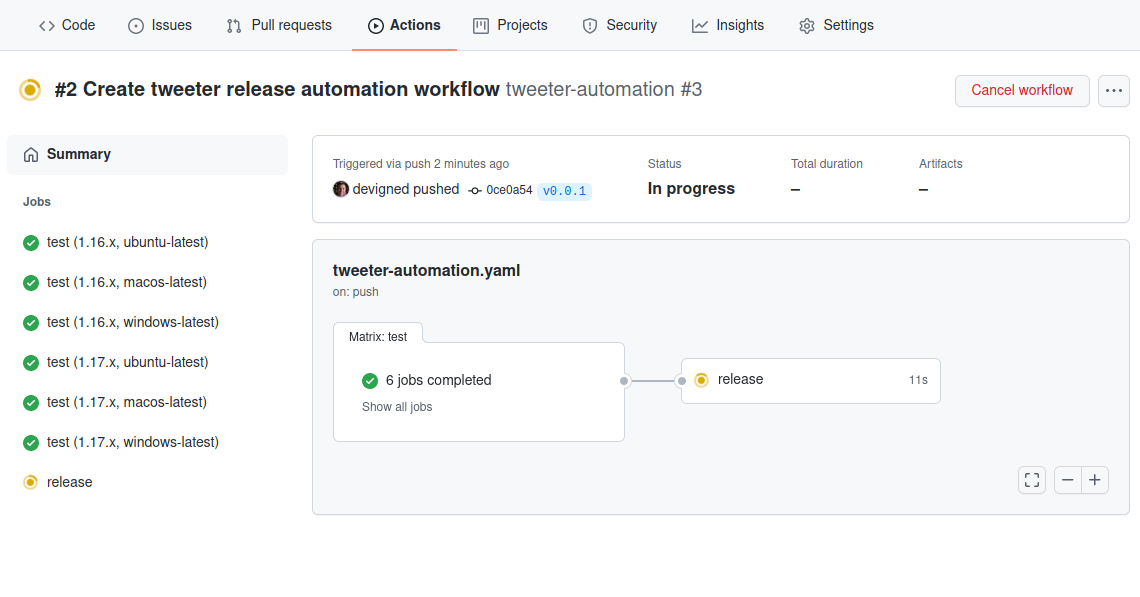 Code Issues Pull requests Actions Projects Security Insights Settings
#2 Create tweeter release automation workflow tweeter-automation #3
Cancel workflow
Summary
Jobs
test (1.16.x, ubuntu-latest)
test (1.16.x, macos-latest)
test (1.16.x, windows-latest)
test (1.17.x, ubuntu-latest)
test (1.17.x, macos-latest)
test (1.17.x, windows-latest)
release
Triggered via push 2 minutes ago
devigned pushed 0ce0a54 v0.0.1
Status
In progress
Total duration
–
Artifacts
–
tweeter-automation.yaml
on: push
Matrix: test
6 jobs completed
Show all jobs
release 11s